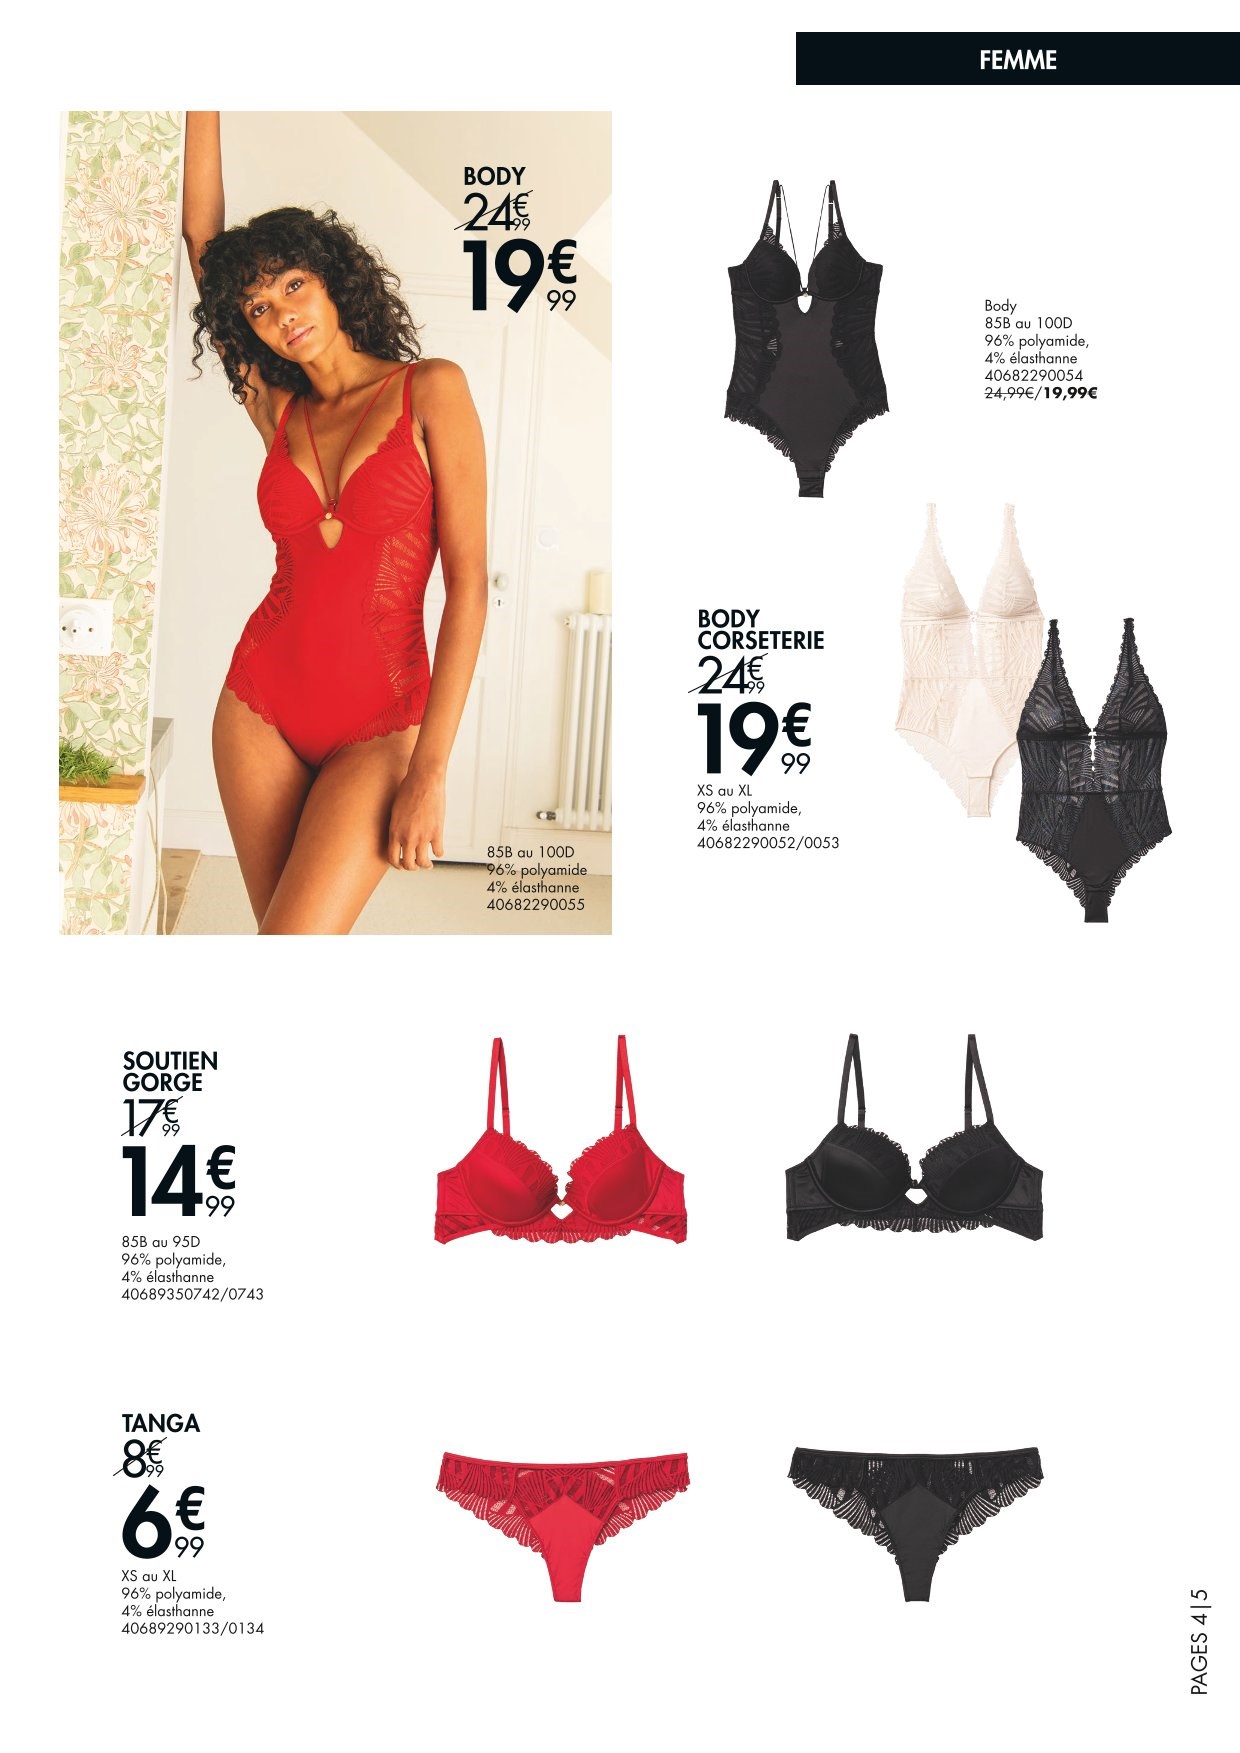 FEMME
BODY
24€99
19€99
85B au 100D
96% polyamide
4% élasthanne
40682290055
Body
85B au 100D
96% polyamide,
4% élasthanne
40682290054
24,99€/19,99€
BODY
CORSETERIE
24€99
19€99
XS au XL
96% polyamide,
4% élasthanne
40682290052/0053
SOUTIEN
GORGE
17€99
14€99
85B au 95D
96% polyamide,
4% élasthanne
40689350742/0743
TANGA
8€99
6€99
XS au XL
96% polyamide,
4% élasthanne
40689290133/0134
PAGES 4|5